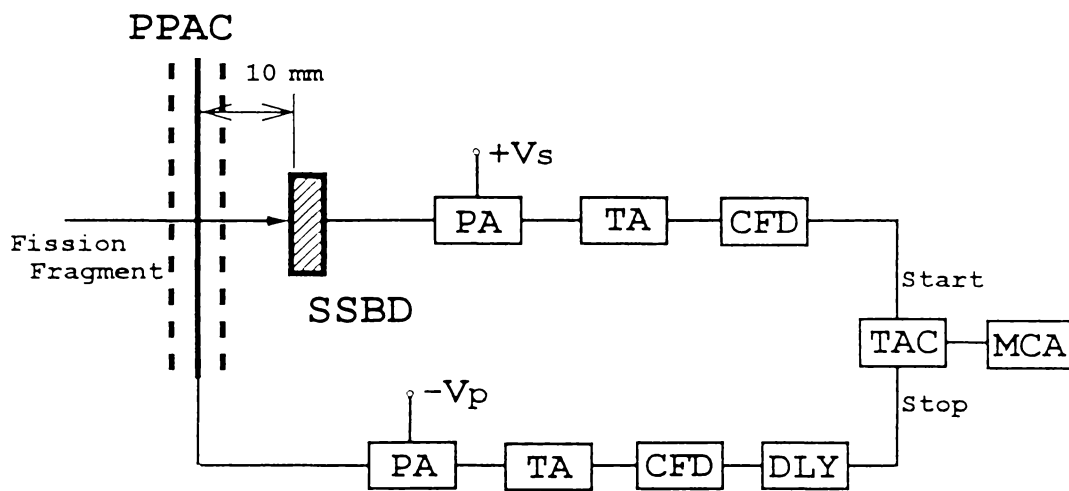 PPAC
10 mm
+Vs
PA
TA
CFD
Fission
Fragment
SSBD
Start
TAC
MCA
Stop
-Vp
PA
TA
CFD
DLY